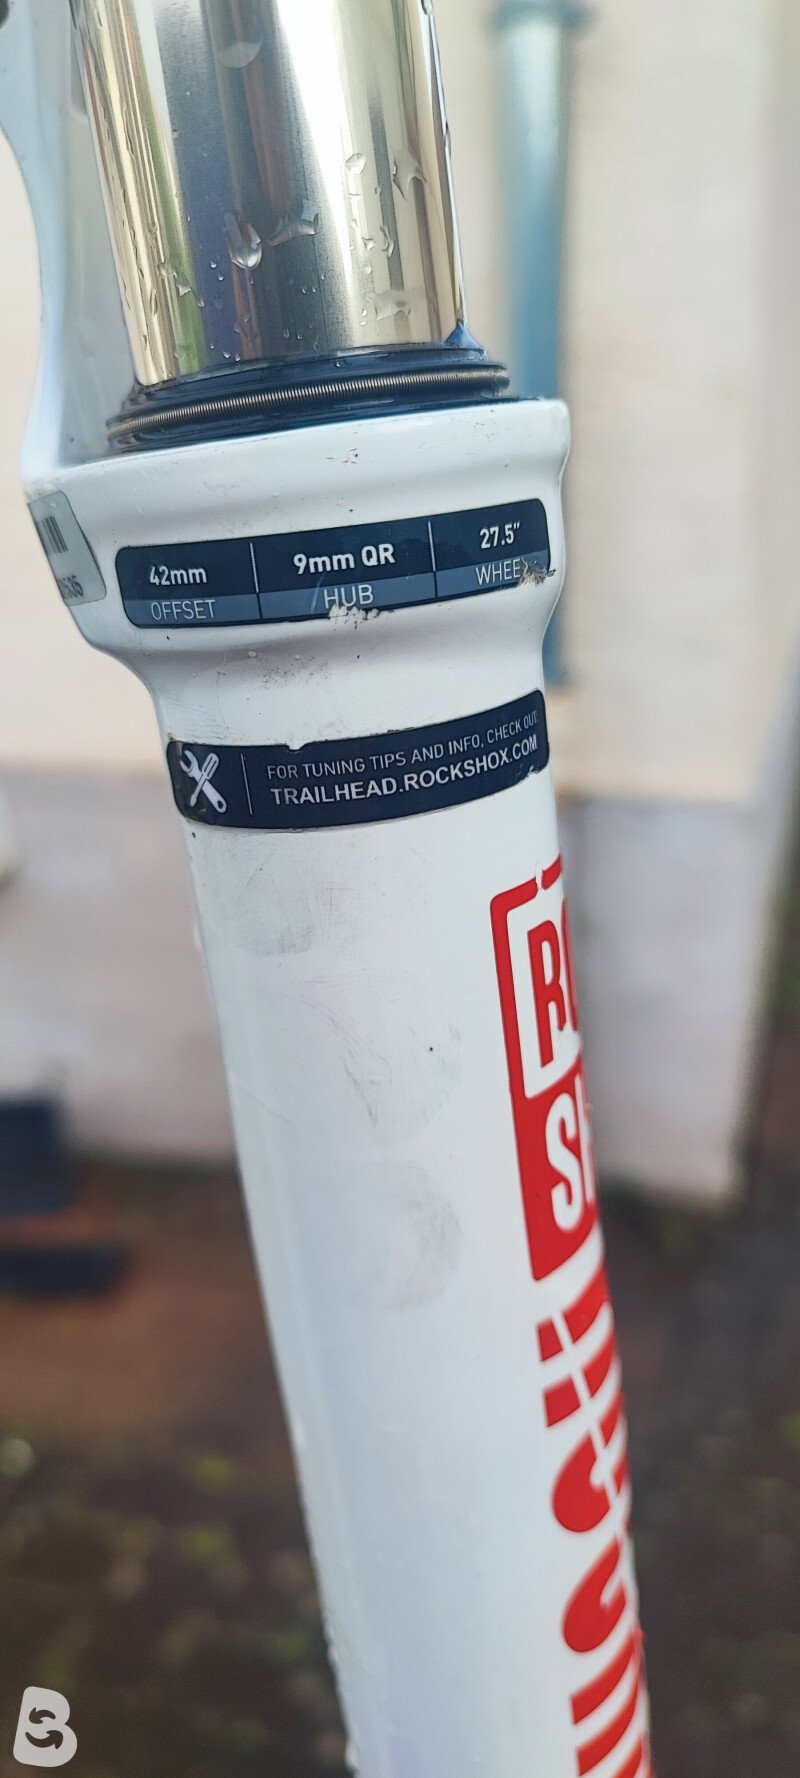 42mm
OFFSET
9mm QR
HUB
27.5"
FOR TUNING TIPS AND INFO, CHECK OUT:
TRAILHEAD.ROCKSHOX.COM